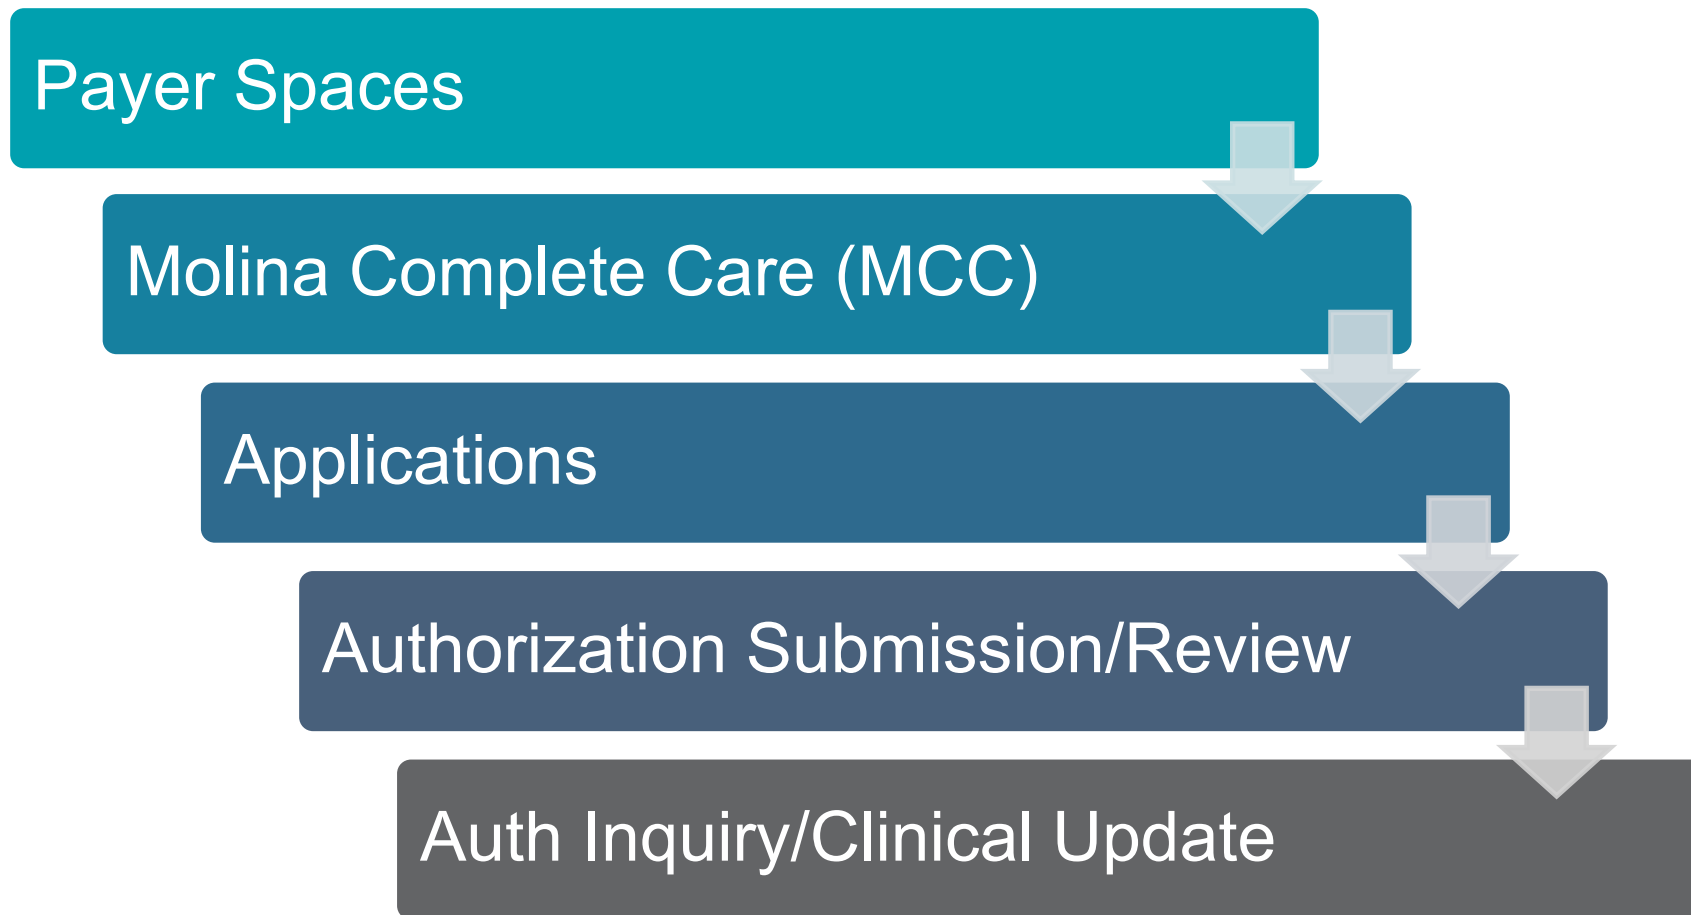 Payer Spaces
Molina Complete Care (MCC)
Applications
Authorization Submission/Review
Auth Inquiry/Clinical Update